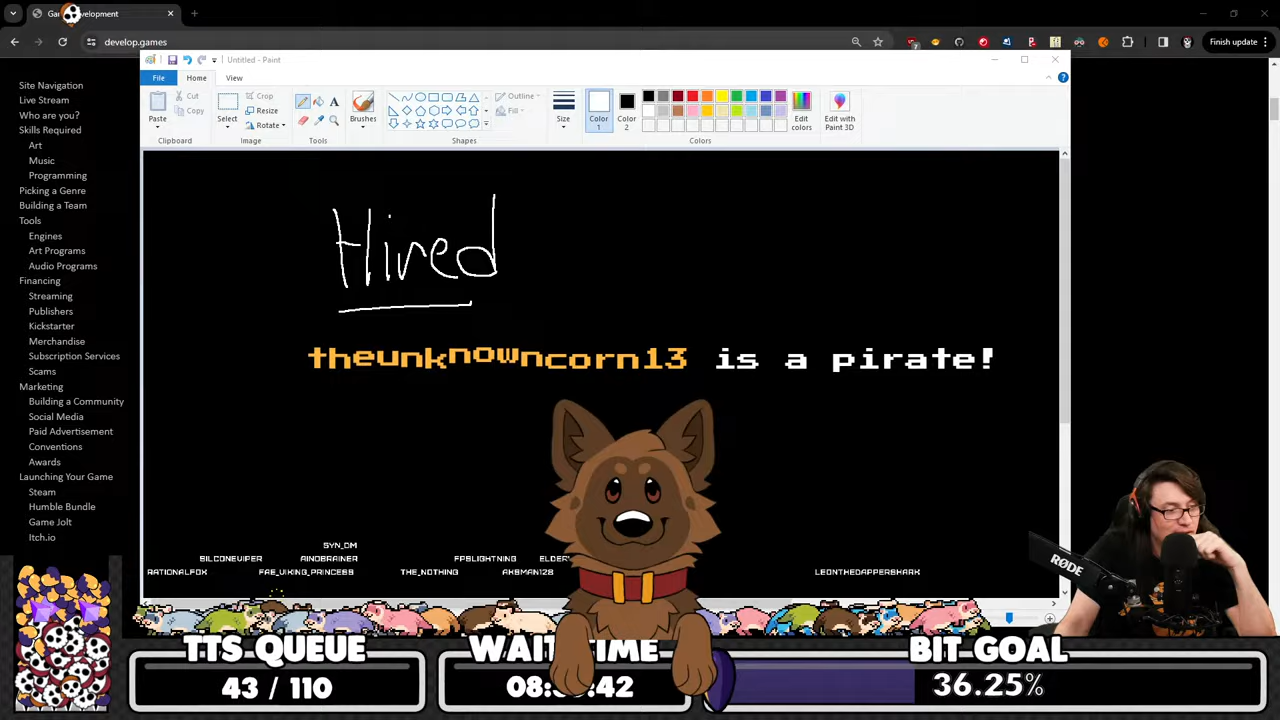 Game Development
develop.games
Finish update
Untitled - Paint
File
Home
View
Paste
Cut
Copy
Clipboard
Select
Crop
Resize
Rotate
Image
Tools
Brushes
Outline
Fill
Shapes
Size
Color 1
Color 2
Edit colors
Edit with Paint 3D
Colors
Site Navigation
Live Stream
Who are you?
Skills Required
Art
Music
Programming
Picking a Genre
Building a Team
Tools
Engines
Art Programs
Audio Programs
Financing
Streaming
Publishers
Kickstarter
Merchandise
Subscription Services
Scams
Marketing
Building a Community
Social Media
Paid Advertisement
Conventions
Awards
Launching Your Game
Steam
Humble Bundle
Game Jolt
Itch.io
Hired
theunknowncorn13 is a pirate!
SYN_DM
SILCONEVIPER AINOBRAINER FPSLIGHTNING
RATIONALFOX FAE_VIKING_PRINCESS THE_NOTHING AHSMAN128 LEONTHEDAPPERSHARK
RØDE
TTS QUEUE
43 / 110
WAIT TIME
BIT GOAL
36.25%